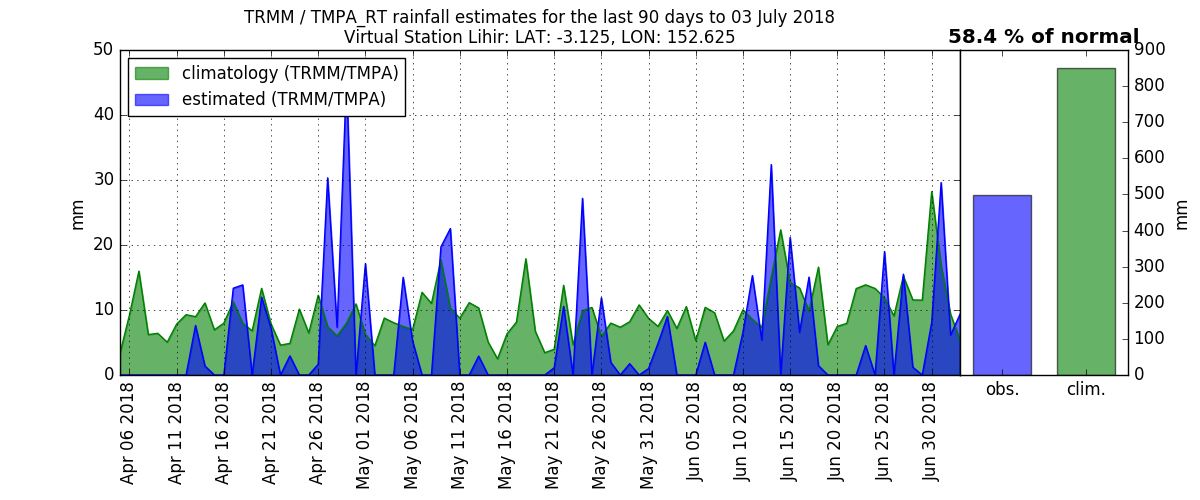 TRMM / TMPA_RT rainfall estimates for the last 90 days to 03 July 2018
Virtual Station Lihir: LAT: -3.125, LON: 152.625
58.4 % of normal
climatology (TRMM/TMPA)
estimated (TRMM/TMPA)
50
40
30
20
10
0
mm
Apr 06 2018
Apr 11 2018
Apr 16 2018
Apr 21 2018
Apr 26 2018
May 01 2018
May 06 2018
May 11 2018
May 16 2018
May 21 2018
May 26 2018
May 31 2018
Jun 05 2018
Jun 10 2018
Jun 15 2018
Jun 20 2018
Jun 25 2018
Jun 30 2018
obs.
clim.
900
800
700
600
500
400
300
200
100
0
mm